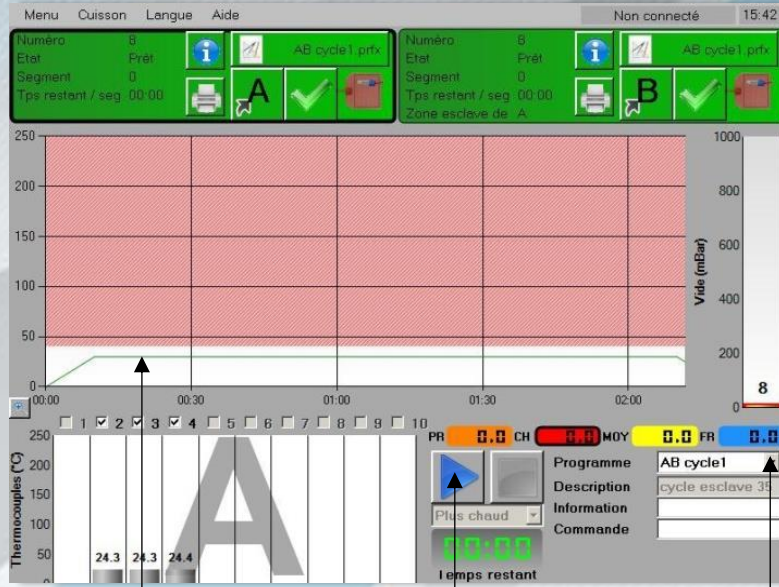 Menu Cuisson Langue Aide Non connecté 15:42
Numéro 8
Etat Prêt
Segment 0
Tps restant / seg 00:00
AB cycle1.prfx
A
Numéro 8
Etat Prêt
Segment 0
Tps restant / seg 00:00
Zone esclave de A
AB cycle1.prfx
B
250
200
150
100
50
0
00:00 00:30 01:00 01:30 02:00
1000
800
600
400
200
0
Vide (mBar)
8
1 2 3 4 5 6 7 8 9 10
Thermocouples (°C)
250
200
150
100
50
0
24.3 24.3 24.4
A
PR 0.0 CH 0.0 MOY 0.0 FR 0.0
Plus chaud
00:00
Temps restant
Programme AB cycle1
Description cycle esclave 35
Information
Commande